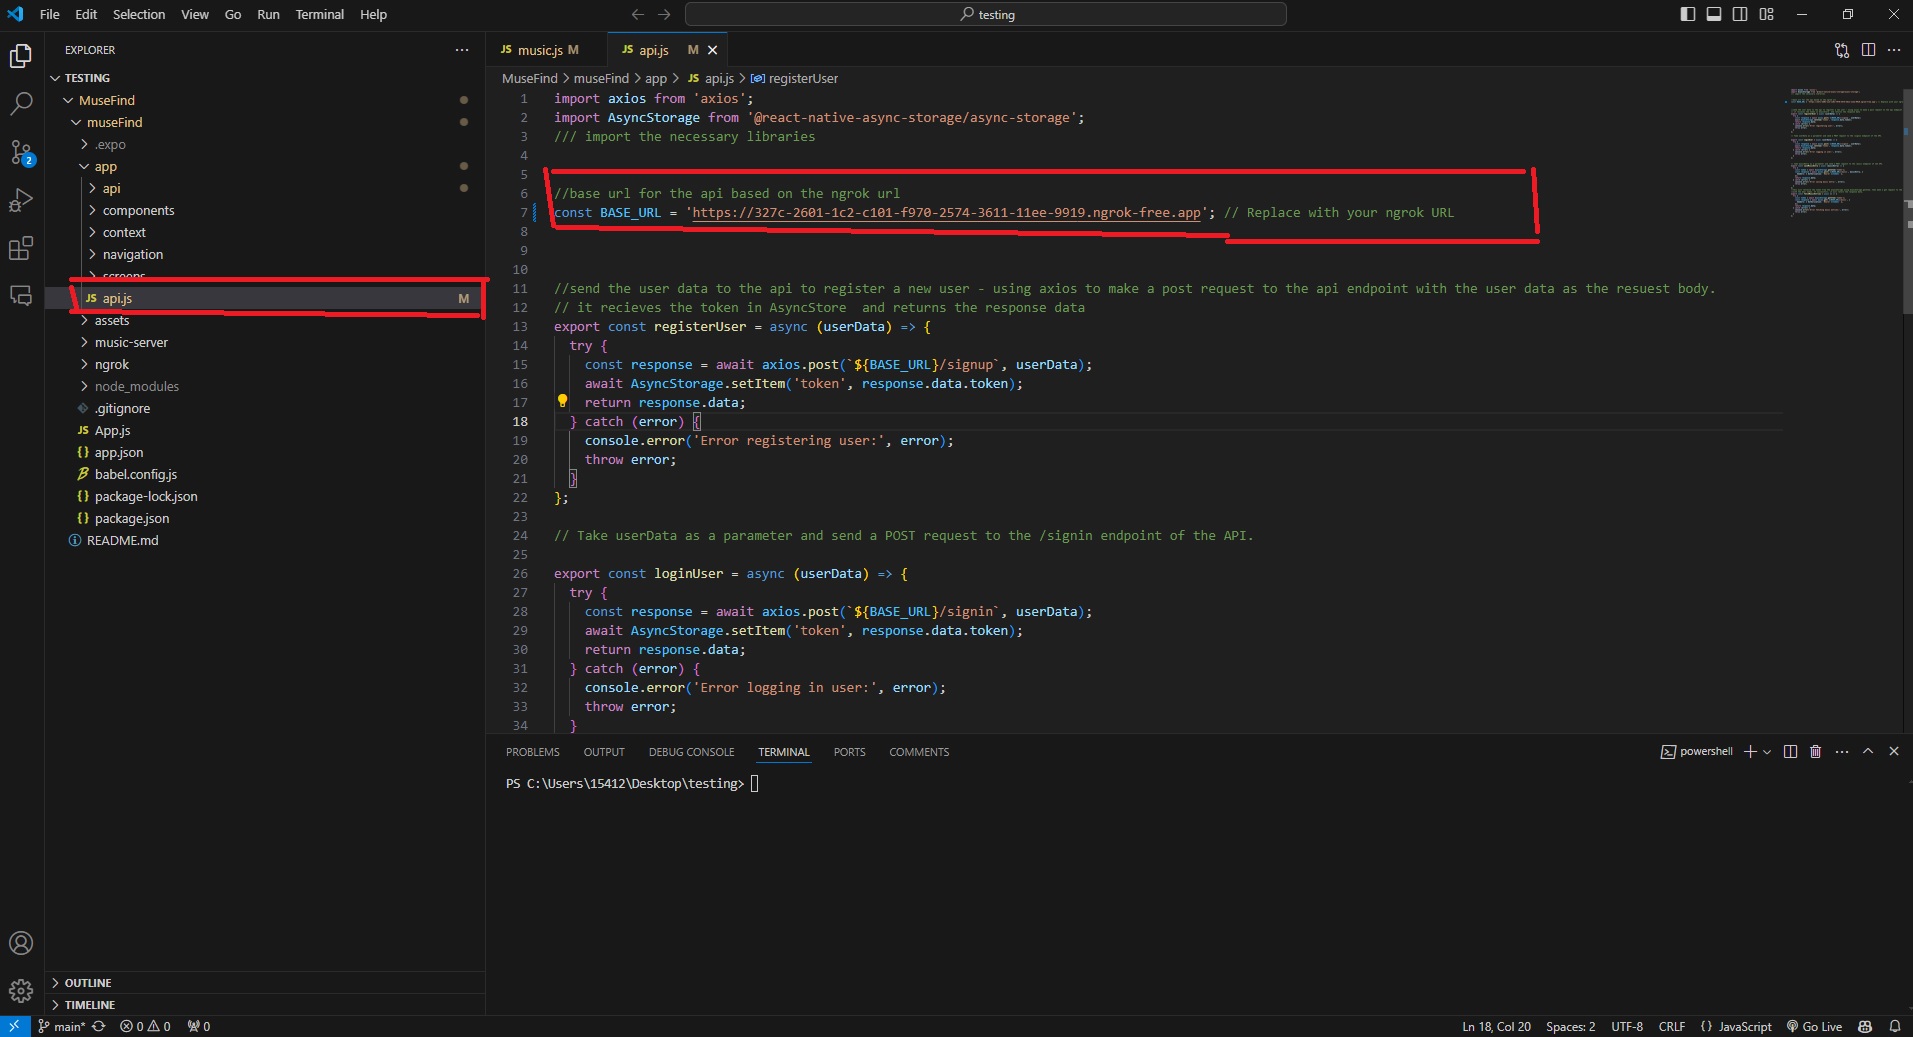 File Edit Selection View Go Run Terminal Help
testing
EXPLORER
TESTING
MuseFind
museFind
.expo
app
api
components
context
navigation
screens
api.js M
assets
music-server
ngrok
node_modules
.gitignore
JS App.js
{} app.json
babel.config.js
{} package-lock.json
{} package.json
README.md
OUTLINE
TIMELINE
2
JS music.js M
JS api.js M
MuseFind > museFind > app > JS api.js > registerUser
1 import axios from 'axios';
2 import AsyncStorage from '@react-native-async-storage/async-storage';
3 /// import the necessary libraries
4
5
6 //base url for the api based on the ngrok url
7 const BASE_URL = 'https://327c-2601-1c2-c101-f970-2574-3611-11ee-9919.ngrok-free.app'; // Replace with your ngrok URL
8
9
10
11 //send the user data to the api to register a new user - using axios to make a post request to the api endpoint with the user data as the resuest body.
12 // it recieves the token in AsyncStore  and returns the response data
13 export const registerUser = async (userData) => {
14 try {
15 const response = await axios.post(`${BASE_URL}/signup`, userData);
16 await AsyncStorage.setItem('token', response.data.token);
17 return response.data;
18 } catch (error) {
19 console.error('Error registering user:', error);
20 throw error;
21 }
22 };
23
24 // Take userData as a parameter and send a POST request to the /signin endpoint of the API.
25
26 export const loginUser = async (userData) => {
27 try {
28 const response = await axios.post(`${BASE_URL}/signin`, userData);
29 await AsyncStorage.setItem('token', response.data.token);
30 return response.data;
31 } catch (error) {
32 console.error('Error logging in user:', error);
33 throw error;
34 }
PROBLEMS OUTPUT DEBUG CONSOLE TERMINAL PORTS COMMENTS
powershell
PS C:\Users\15412\Desktop\testing>
main* 0 0 0
Ln 18, Col 20 Spaces: 2 UTF-8 CRLF {} JavaScript Go Live